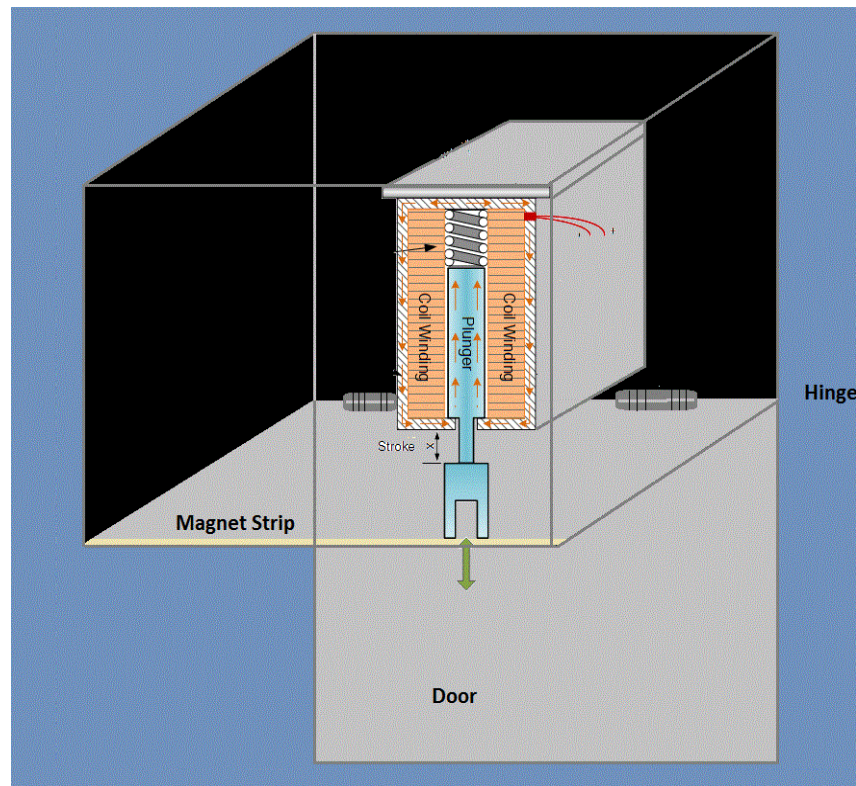 Coil Winding
Plunger
Coil Winding
Hinge
Stroke
x
Magnet Strip
Door